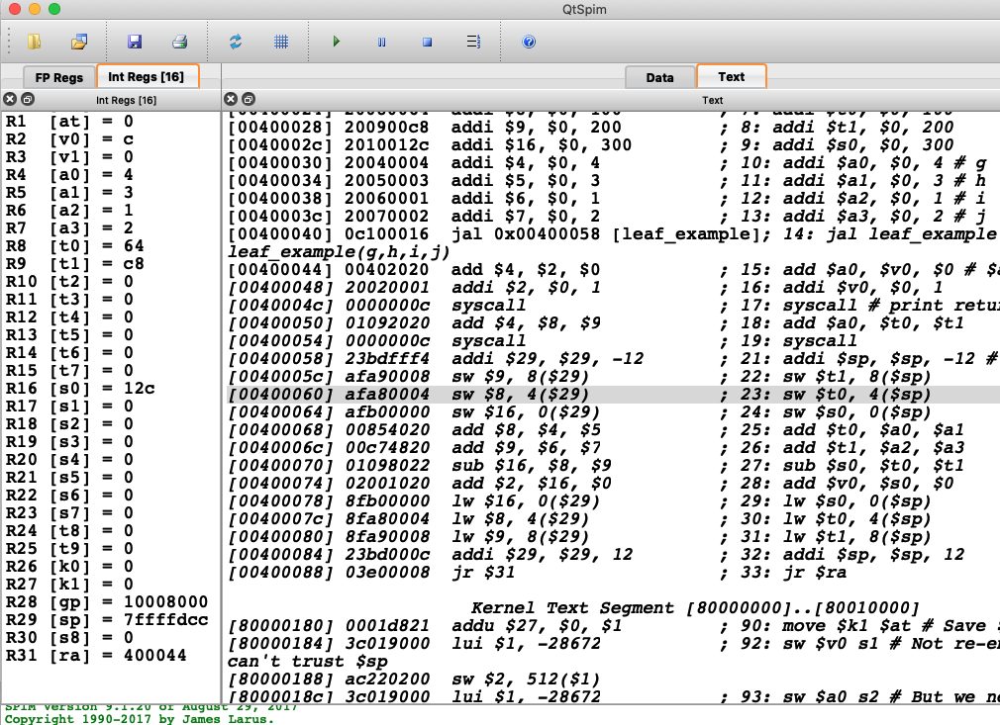 QtSpim
FP Regs
Int Regs [16]
Data
Text
Int Regs [16]
Text
R1 [at] = 0
R2 [v0] = c
R3 [v1] = 0
R4 [a0] = 4
R5 [a1] = 3
R6 [a2] = 1
R7 [a3] = 2
R8 [t0] = 64
R9 [t1] = c8
R10 [t2] = 0
R11 [t3] = 0
R12 [t4] = 0
R13 [t5] = 0
R14 [t6] = 0
R15 [t7] = 0
R16 [s0] = 12c
R17 [s1] = 0
R18 [s2] = 0
R19 [s3] = 0
R20 [s4] = 0
R21 [s5] = 0
R22 [s6] = 0
R23 [s7] = 0
R24 [t8] = 0
R25 [t9] = 0
R26 [k0] = 0
R27 [k1] = 0
R28 [gp] = 10008000
R29 [sp] = 7ffffdcc
R30 [s8] = 0
R31 [ra] = 400044
[00400028] 200900c8 addi $9, $0, 200 ; 8: addi $t1, $0, 200
[0040002c] 2010012c addi $16, $0, 300 ; 9: addi $s0, $0, 300
[00400030] 20040004 addi $4, $0, 4 ; 10: addi $a0, $0, 4 # g
[00400034] 20050003 addi $5, $0, 3 ; 11: addi $a1, $0, 3 # h
[00400038] 20060001 addi $6, $0, 1 ; 12: addi $a2, $0, 1 # i
[0040003c] 20070002 addi $7, $0, 2 ; 13: addi $a3, $0, 2 # j
[00400040] 0c100016 jal 0x00400058 [leaf_example]; 14: jal leaf_example
leaf_example(g,h,i,j)
[00400044] 00402020 add $4, $2, $0 ; 15: add $a0, $v0, $0 # $a
[00400048] 20020001 addi $2, $0, 1 ; 16: addi $v0, $0, 1
[0040004c] 0000000c syscall ; 17: syscall # print retu
[00400050] 01092020 add $4, $8, $9 ; 18: add $a0, $t0, $t1
[00400054] 0000000c syscall ; 19: syscall
[00400058] 23bdfff4 addi $29, $29, -12 ; 21: addi $sp, $sp, -12 #
[0040005c] afa90008 sw $9, 8($29) ; 22: sw $t1, 8($sp)
[00400060] afa80004 sw $8, 4($29) ; 23: sw $t0, 4($sp)
[00400064] afb00000 sw $16, 0($29) ; 24: sw $s0, 0($sp)
[00400068] 00854020 add $8, $4, $5 ; 25: add $t0, $a0, $a1
[0040006c] 00c74820 add $9, $6, $7 ; 26: add $t1, $a2, $a3
[00400070] 01098022 sub $16, $8, $9 ; 27: sub $s0, $t0, $t1
[00400074] 02001020 add $2, $16, $0 ; 28: add $v0, $s0, $0
[00400078] 8fb00000 lw $16, 0($29) ; 29: lw $s0, 0($sp)
[0040007c] 8fa80004 lw $8, 4($29) ; 30: lw $t0, 4($sp)
[00400080] 8fa90008 lw $9, 8($29) ; 31: lw $t1, 8($sp)
[00400084] 23bd000c addi $29, $29, 12 ; 32: addi $sp, $sp, 12
[00400088] 03e00008 jr $31 ; 33: jr $ra
Kernel Text Segment [80000000]..[80010000]
[80000180] 0001d821 addu $27, $0, $1 ; 90: move $k1 $at # Save
[80000184] 3c019000 lui $1, -28672 ; 92: sw $v0 s1 # Not re-e
can't trust $sp
[80000188] ac220200 sw $2, 512($1)
[8000018c] 3c019000 lui $1, -28672 ; 93: sw $a0 s2 # But we ne
SPIM Version 9.1.20 of August 29, 2017
Copyright 1990-2017 by James Larus.